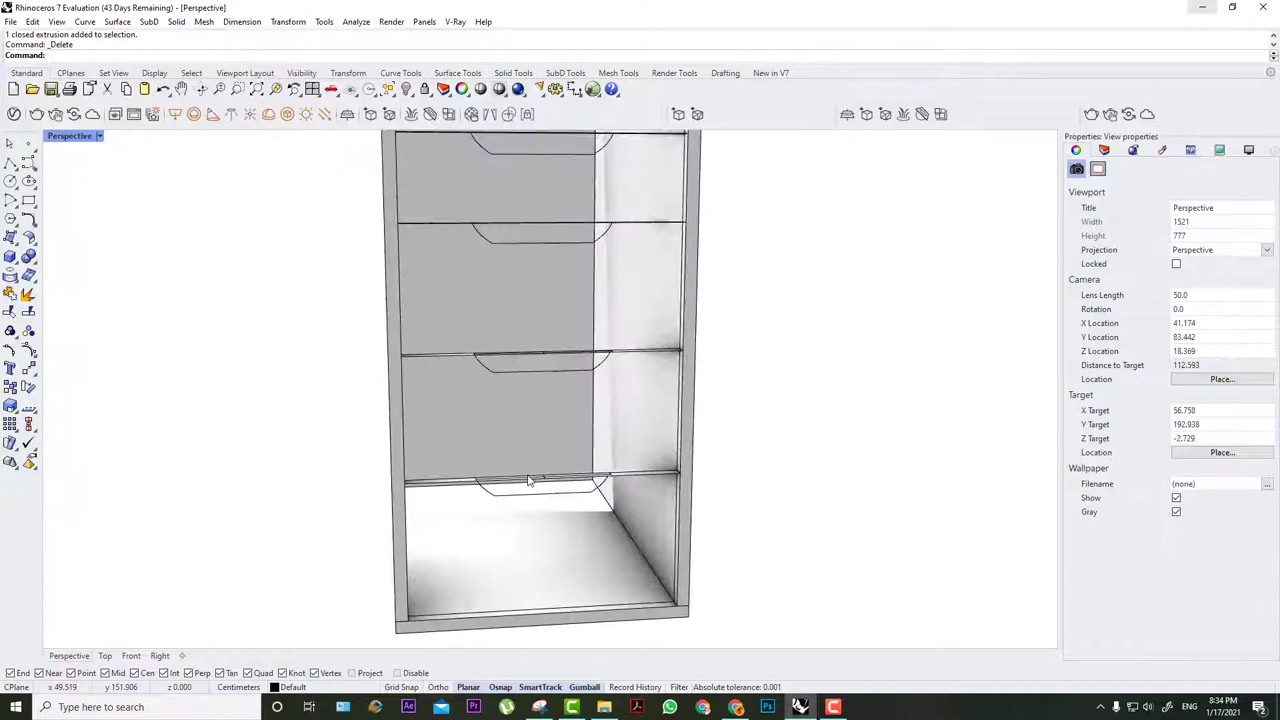 Rhinoceros 7 Evaluation (43 Days Remaining) - [Perspective]
File Edit View Curve Surface SubD Solid Mesh Dimension Transform Tools Analyze Render Panels V-Ray Help
1 closed extrusion added to selection.
Command: _Delete
Command:
Standard CPlanes Set View Display Select Viewport Layout Visibility Transform Curve Tools Surface Tools Solid Tools SubD Tools Mesh Tools Render Tools Drafting New in V7
Perspective
Properties: View properties
Viewport
Title Perspective
Width 1521
Height 777
Projection Perspective
Locked
Camera
Lens Length 50.0
Rotation 0.0
X Location 41.174
Y Location 83.442
Z Location 18.369
Distance to Target 112.593
Location Place...
Target
X Target 56.758
Y Target 192.938
Z Target -2.729
Location Place...
Wallpaper
Filename (none) ...
Show
Gray
Perspective Top Front Right
End Near Point Mid Cen Int Perp Tan Quad Knot Vertex Project Disable
CPlane x 49.519 y 151.906 z 0.000 Centimeters Default Grid Snap Ortho Planar Osnap SmartTrack Gumball Record History Filter Absolute tolerance: 0.001
Type here to search
8:34 PM
1/17/2021